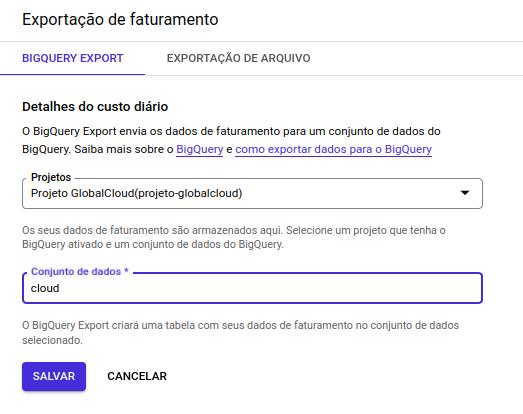 Exportação de faturamento
BIGQUERY EXPORT EXPORTAÇÃO DE ARQUIVO
Detalhes do custo diário
O BigQuery Export envia os dados de faturamento para um conjunto de dados do
BigQuery. Saiba mais sobre o BigQuery e como exportar dados para o BigQuery
Projetos
Projeto GlobalCloud(projeto-globalcloud)
Os seus dados de faturamento são armazenados aqui. Selecione um projeto que tenha o
BigQuery ativado e um conjunto de dados do BigQuery.
Conjunto de dados *
cloud
O BigQuery Export criará uma tabela com seus dados de faturamento no conjunto de dados
selecionado.
SALVAR CANCELAR